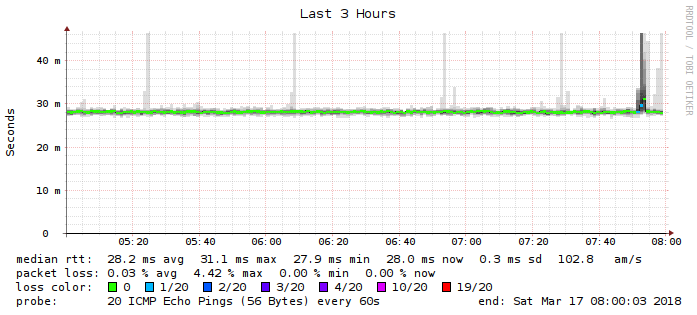 Last 3 Hours
RRDTOOL / TOBI OETIKER
Seconds
40 m
30 m
20 m
10 m
0
05:20 05:40 06:00 06:20 06:40 07:00 07:20 07:40 08:00
median rtt: 28.2 ms avg 31.1 ms max 27.9 ms min 28.0 ms now 0.3 ms sd 102.8 am/s
packet loss: 0.03 % avg 4.42 % max 0.00 % min 0.00 % now
loss color: 0 1/20 2/20 3/20 4/20 10/20 19/20
probe: 20 ICMP Echo Pings (56 Bytes) every 60s end: Sat Mar 17 08:00:03 2018